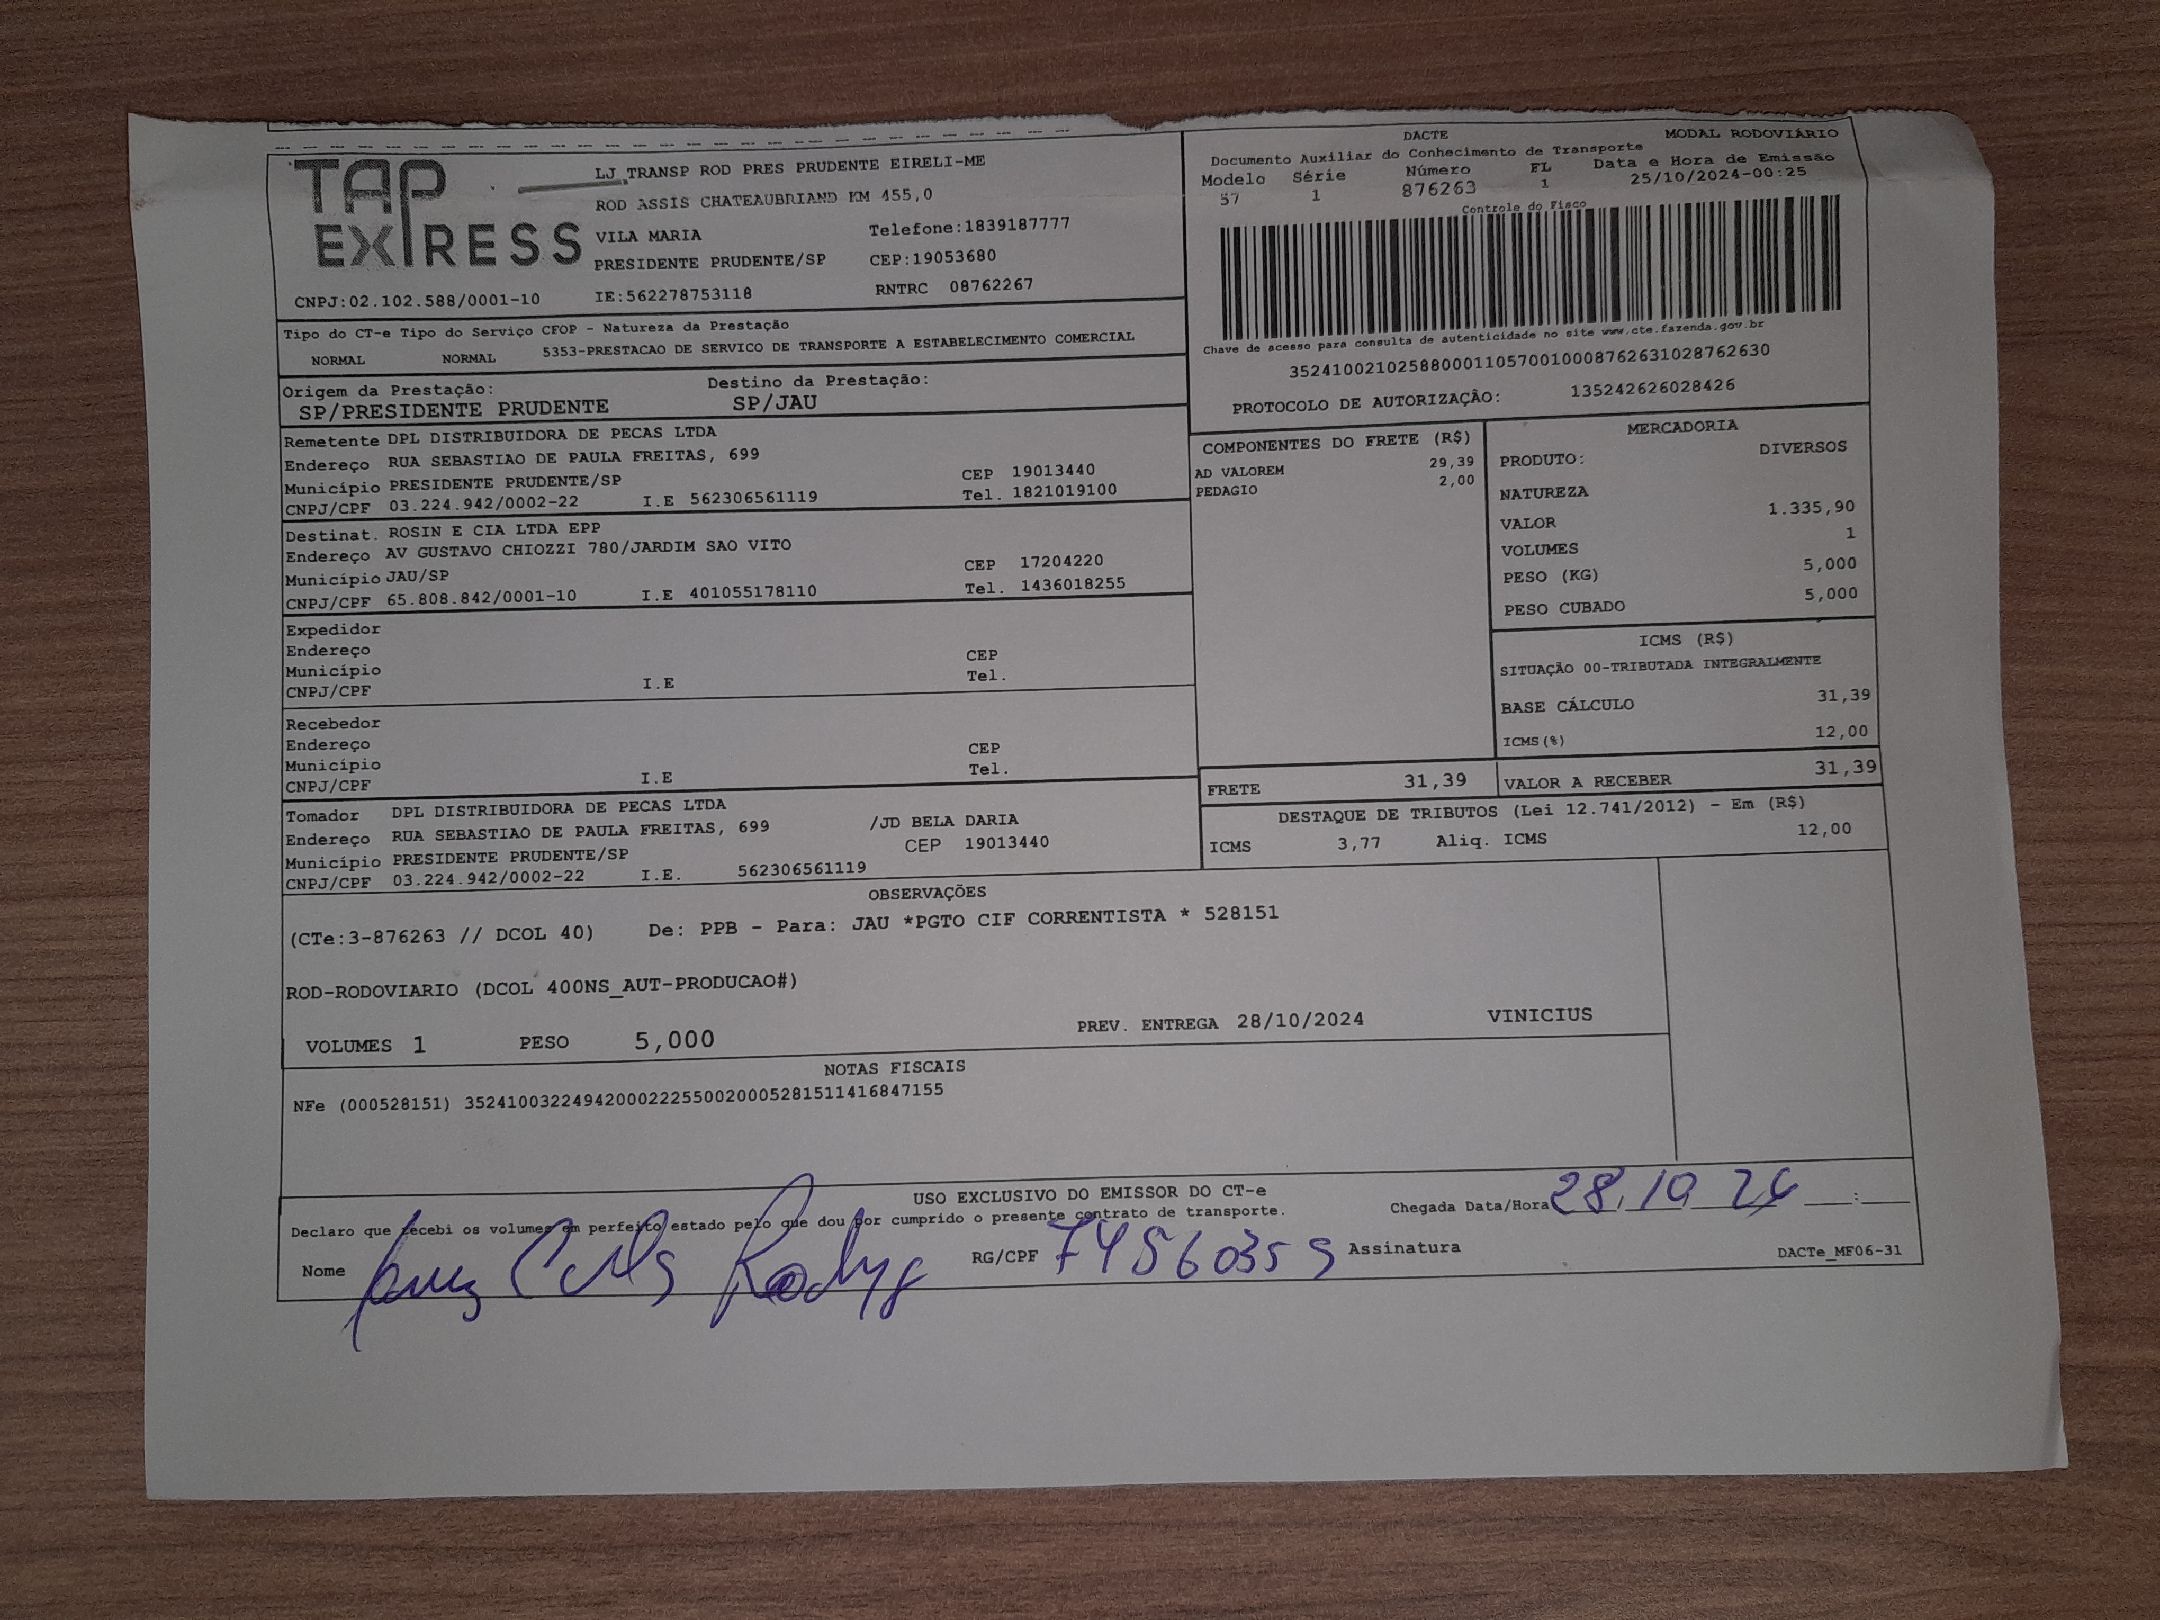 TAP
EXPRESS
LJ TRANSP ROD PRES PRUDENTE EIRELI-ME
ROD ASSIS CHATEAUBRIAND KM 455,0
VILA MARIA Telefone:1839187777
PRESIDENTE PRUDENTE/SP CEP:19053680
CNPJ:02.102.588/0001-10 IE:562278753118 RNTRC 08762267
DACTE MODAL RODOVIÁRIO
Documento Auxiliar do Conhecimento de Transporte
Modelo Série Número FL Data e Hora de Emissão
57 1 876263 1 25/10/2024-00:25
Controle do Fisco
Chave de acesso para consulta de autenticidade no site www.cte.fazenda.gov.br
35241002102588000110570010008762631028762630
PROTOCOLO DE AUTORIZAÇÃO: 135242626028426
Tipo do CT-e Tipo do Serviço CFOP - Natureza da Prestação
NORMAL NORMAL 5353-PRESTACAO DE SERVICO DE TRANSPORTE A ESTABELECIMENTO COMERCIAL
Origem da Prestação: Destino da Prestação:
SP/PRESIDENTE PRUDENTE SP/JAU
Remetente DPL DISTRIBUIDORA DE PECAS LTDA
Endereço RUA SEBASTIAO DE PAULA FREITAS, 699
Município PRESIDENTE PRUDENTE/SP CEP 19013440
CNPJ/CPF 03.224.942/0002-22 I.E 562306561119 Tel. 1821019100
Destinat. ROSIN E CIA LTDA EPP
Endereço AV GUSTAVO CHIOZZI 780/JARDIM SAO VITO
Município JAU/SP CEP 17204220
CNPJ/CPF 65.808.842/0001-10 I.E 401055178110 Tel. 1436018255
Expedidor
Endereço
Município CEP
CNPJ/CPF I.E Tel.
Recebedor
Endereço
Município CEP
CNPJ/CPF I.E Tel.
Tomador DPL DISTRIBUIDORA DE PECAS LTDA
Endereço RUA SEBASTIAO DE PAULA FREITAS, 699 /JD BELA DARIA
Município PRESIDENTE PRUDENTE/SP CEP 19013440
CNPJ/CPF 03.224.942/0002-22 I.E. 562306561119
COMPONENTES DO FRETE (R$)
AD VALOREM 29,39
PEDAGIO 2,00
MERCADORIA
PRODUTO: DIVERSOS
NATUREZA
VALOR 1.335,90
VOLUMES 1
PESO (KG) 5,000
PESO CUBADO 5,000
ICMS (R$)
SITUAÇÃO 00-TRIBUTADA INTEGRALMENTE
BASE CÁLCULO 31,39
ICMS(%) 12,00
FRETE 31,39 VALOR A RECEBER 31,39
DESTAQUE DE TRIBUTOS (Lei 12.741/2012) - Em (R$)
ICMS 3,77 Aliq. ICMS 12,00
OBSERVAÇÕES
(CTe:3-876263 // DCOL 40) De: PPB - Para: JAU *PGTO CIF CORRENTISTA * 528151
ROD-RODOVIARIO (DCOL 400NS_AUT-PRODUCAO#)
VOLUMES 1 PESO 5,000 PREV. ENTREGA 28/10/2024 VINICIUS
NOTAS FISCAIS
NFe (000528151) 35241003224942000222550020005281511416847155
USO EXCLUSIVO DO EMISSOR DO CT-e
Declaro que recebi os volumes em perfeito estado pelo que dou por cumprido o presente contrato de transporte.
Chegada Data/Hora 28.10 24 __:__
Nome RG/CPF 74560359 Assinatura DACTe_MF06-31